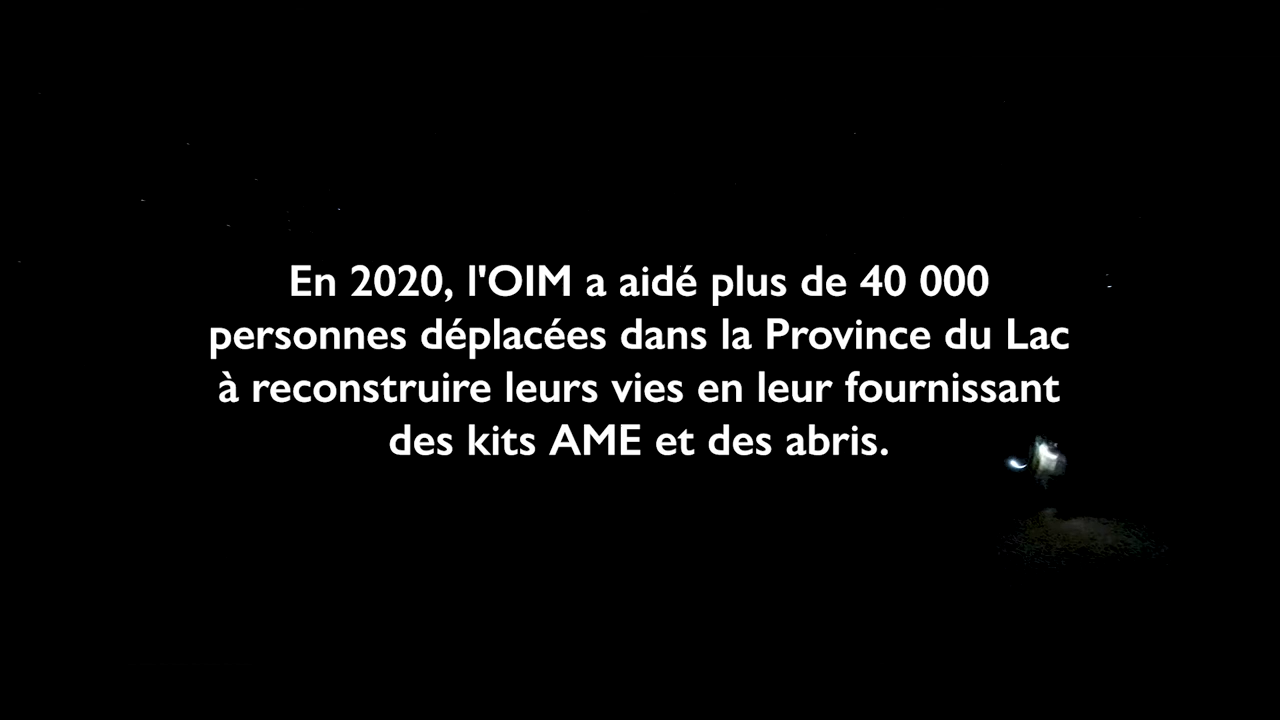 En 2020, l'OIM a aidé plus de 40 000
personnes déplacées dans la Province du Lac
à reconstruire leurs vies en leur fournissant
des kits AME et des abris.